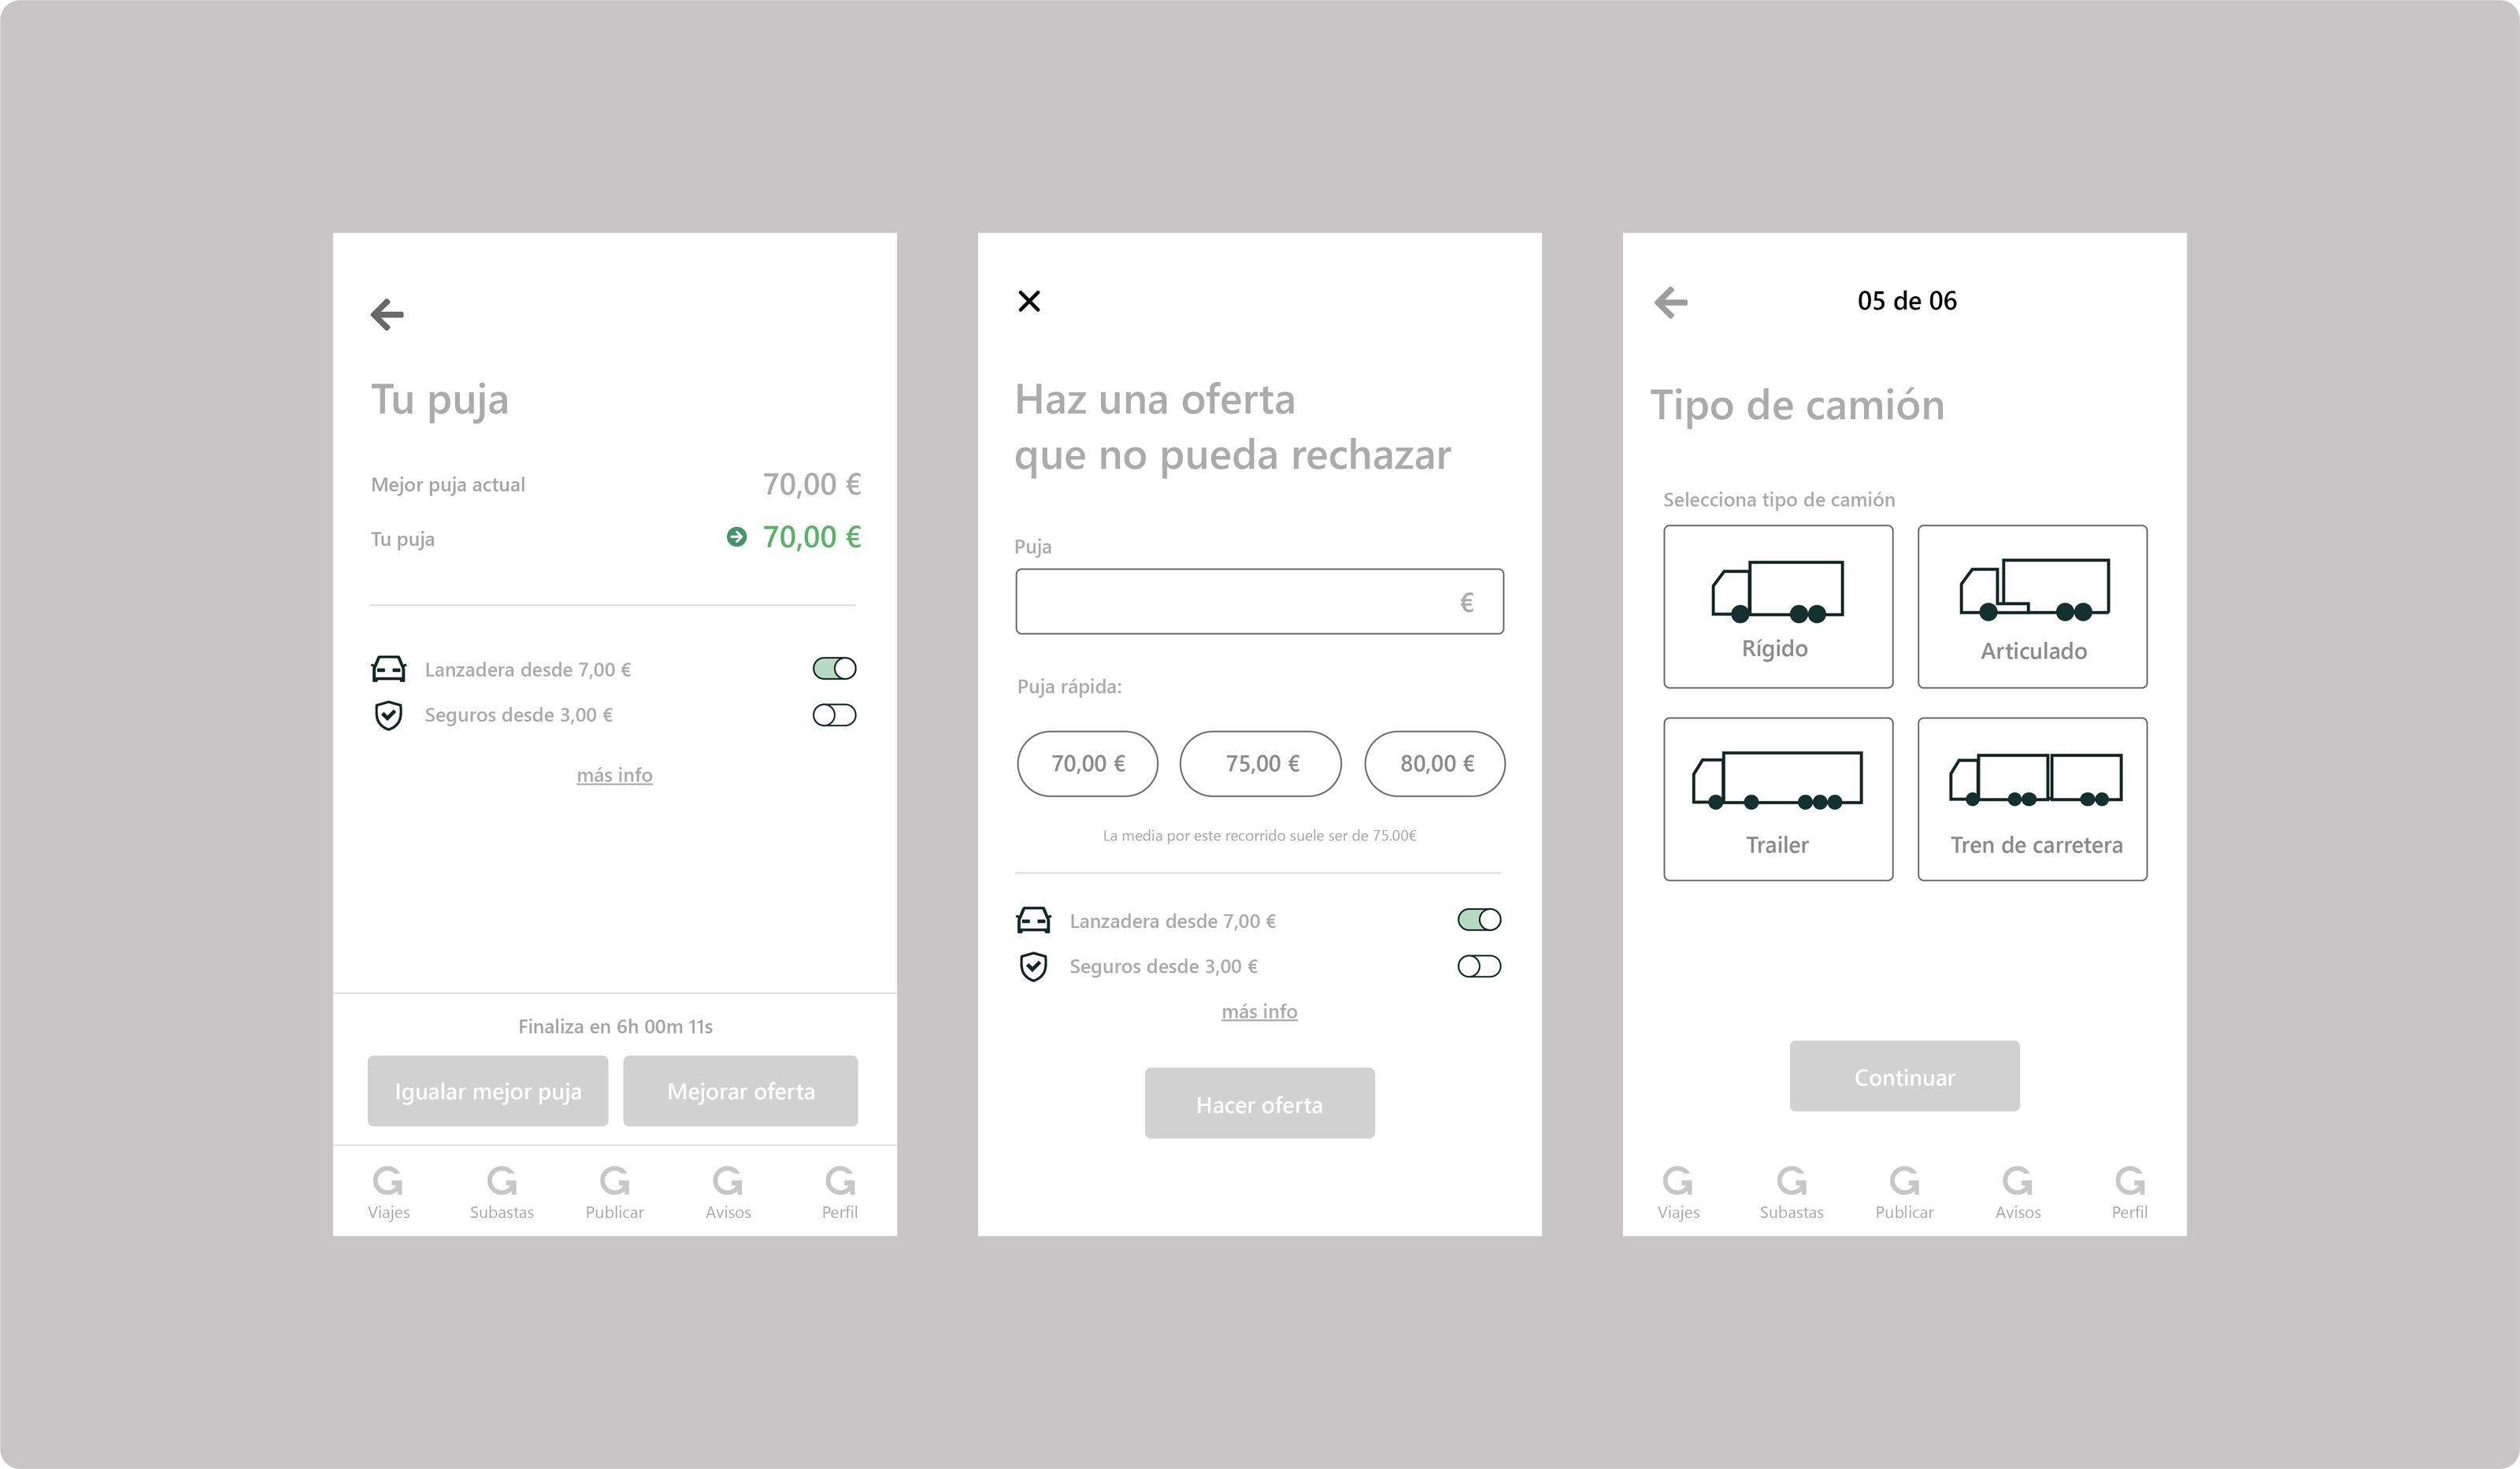 Tu puja
Mejor puja actual
70,00 €
Tu puja
70,00 €
Lanzadera desde 7,00 €
Seguros desde 3,00 €
más info
Finaliza en 6h 00m 11s
Igualar mejor puja
Mejorar oferta
Viajes
Subastas
Publicar
Avisos
Perfil
Haz una oferta
que no pueda rechazar
Puja
€
Puja rápida:
70,00 €
75,00 €
80,00 €
La media por este recorrido suele ser de 75.00€
Lanzadera desde 7,00 €
Seguros desde 3,00 €
más info
Hacer oferta
05 de 06
Tipo de camión
Selecciona tipo de camión
Rígido
Articulado
Trailer
Tren de carretera
Continuar
Viajes
Subastas
Publicar
Avisos
Perfil